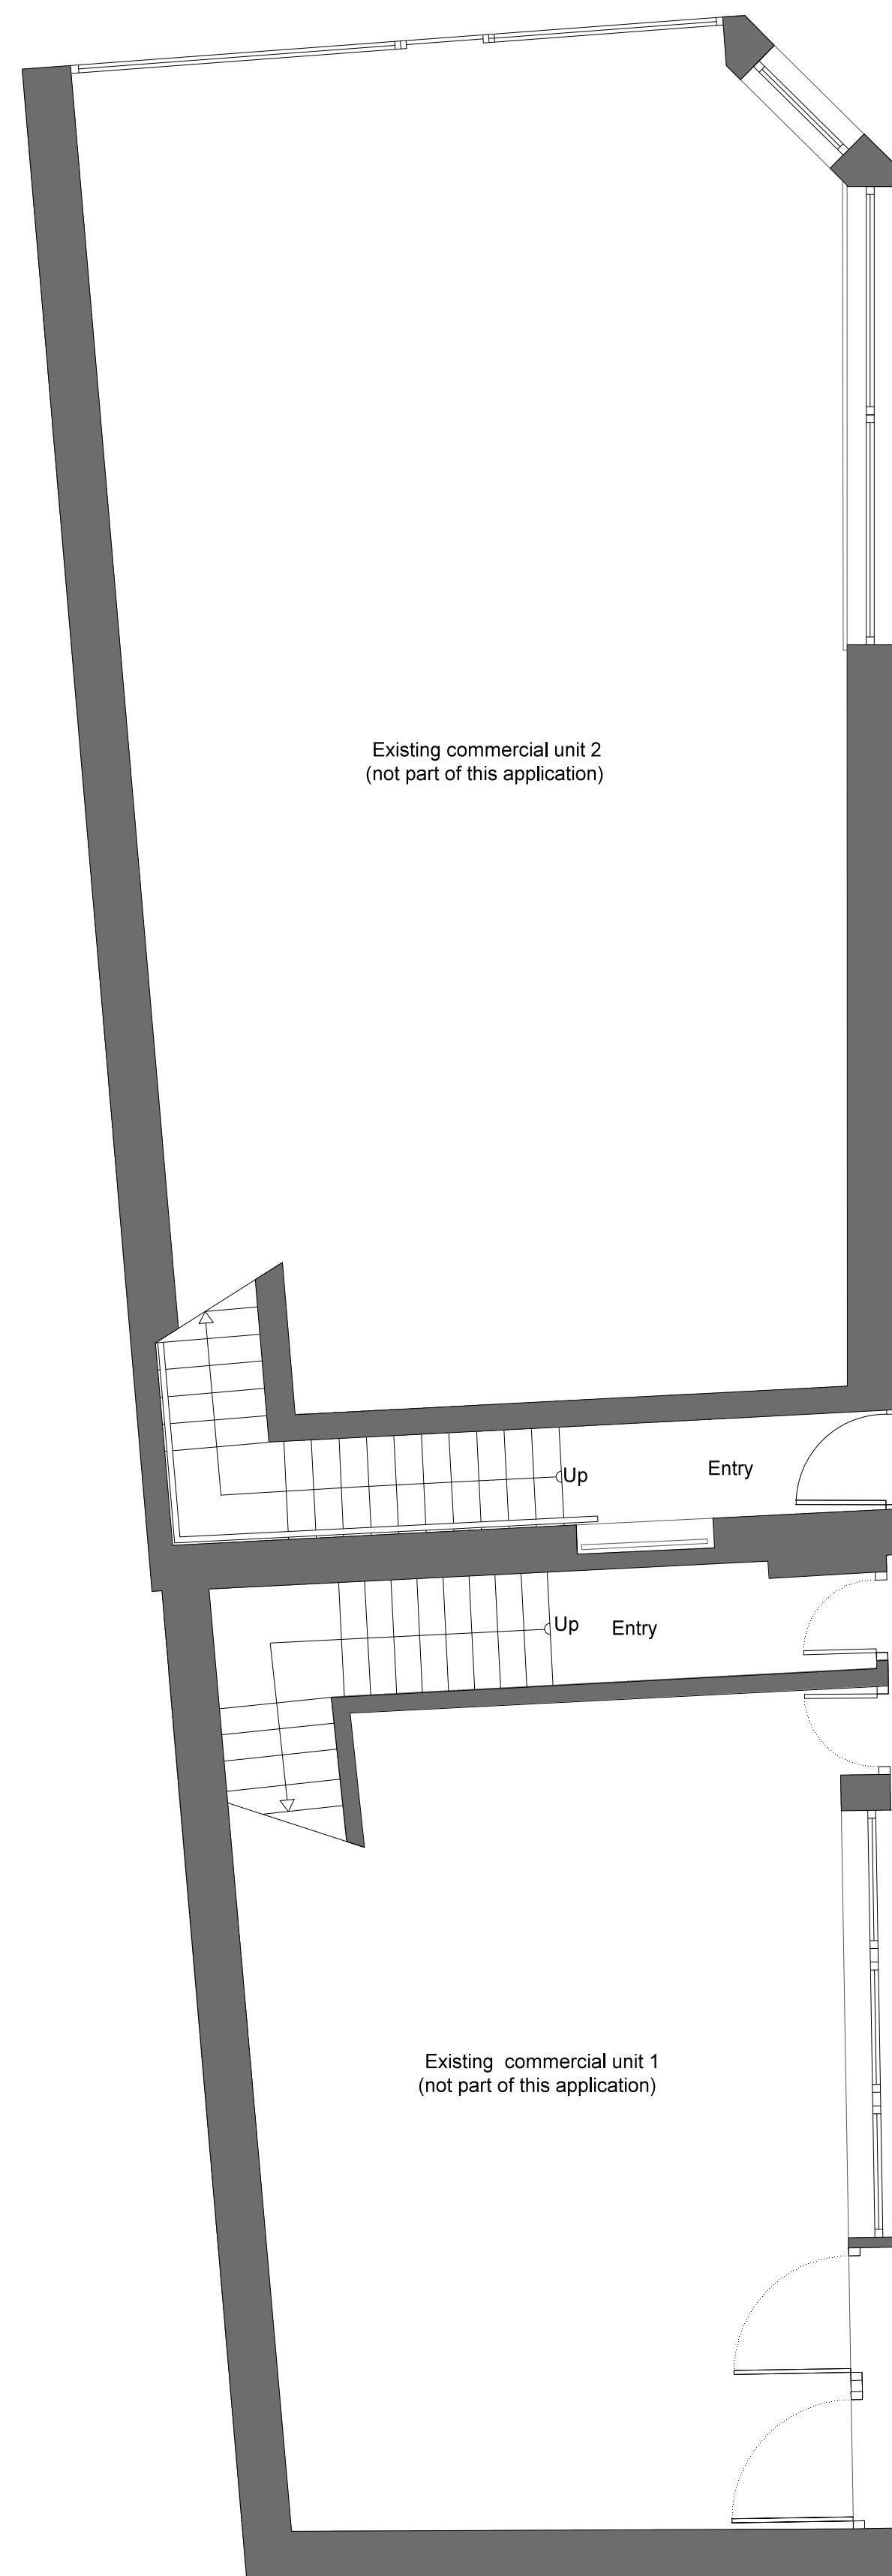 Existing commercial unit 2
(not part of this application)
Up
Entry
Up
Entry
Existing commercial unit 1
(not part of this application)